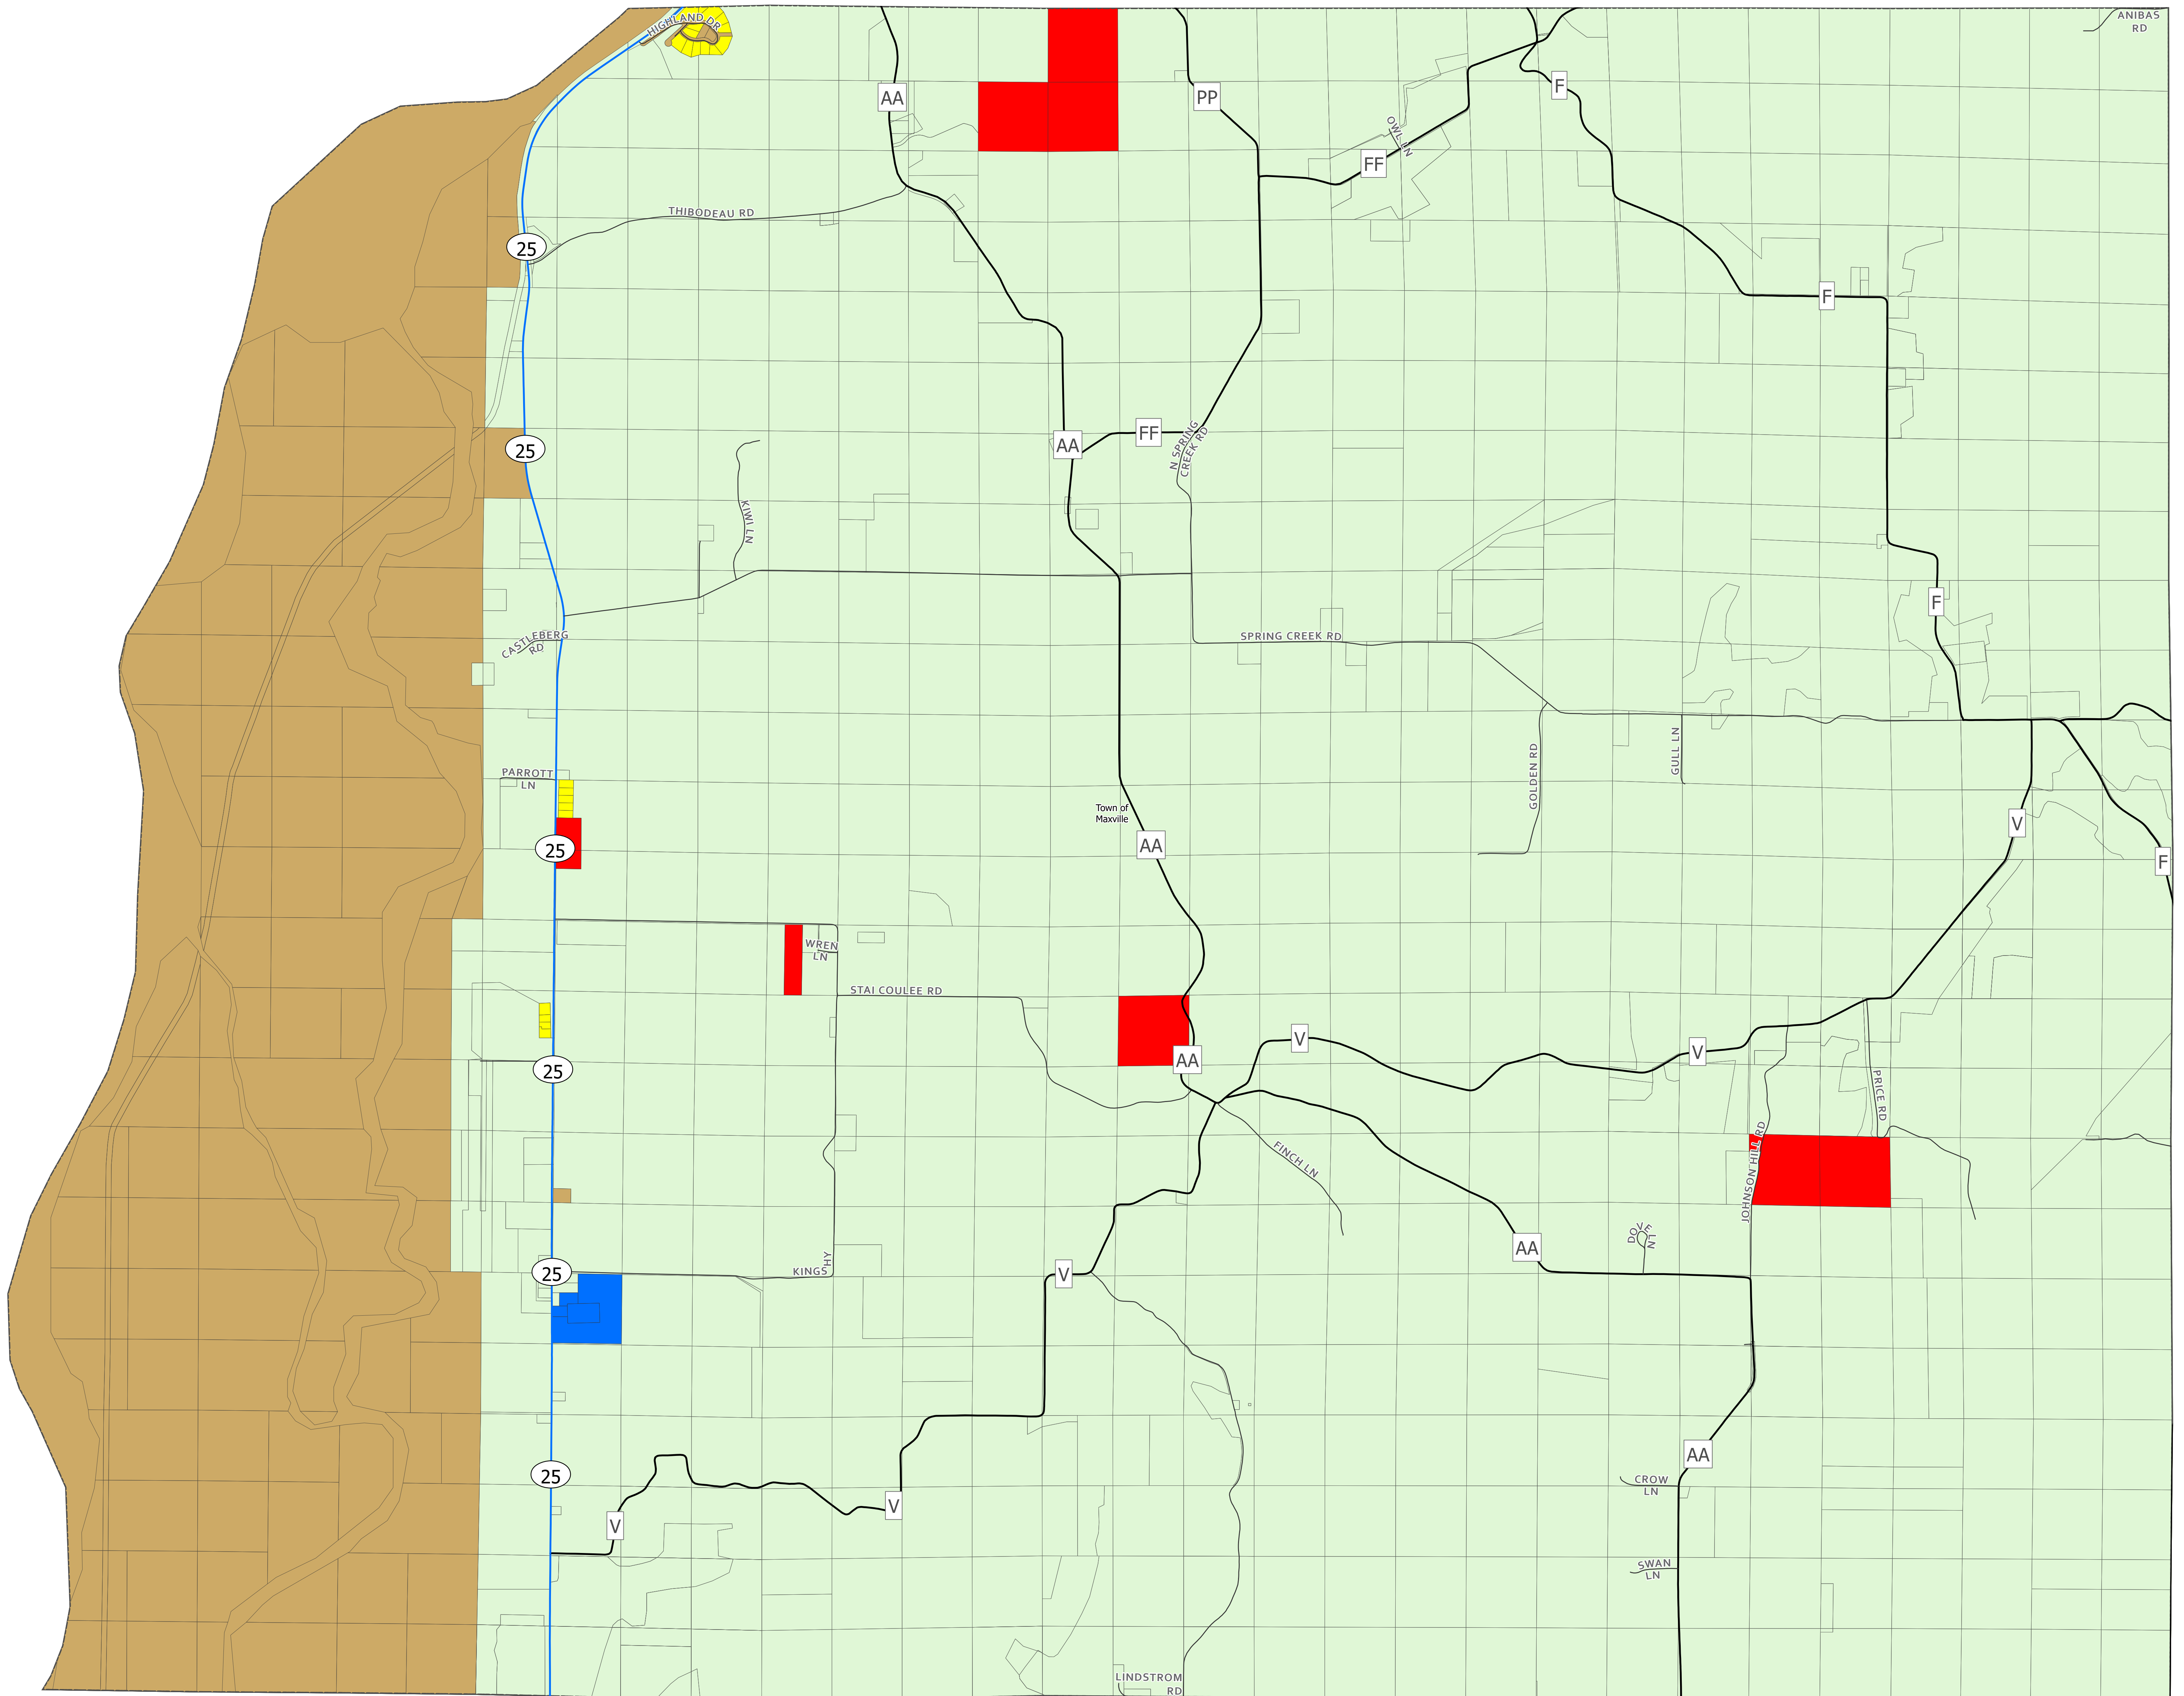 HIGHLAND DR
ANIBAS
RD
AA
PP
F
OWL LN
FF
THIBODEAU RD
25
F
25
AA
FF
N SPRING
CREEK RD
KIWI LN
F
CASTLEBERG
RD
SPRING CREEK RD
GOLDEN RD
GULL LN
PARROTT
LN
Town of
Maxville
V
25
AA
F
WREN
LN
STAI COULEE RD
V
V
25
AA
PRICE RD
FINCH LN
JOHNSON HILL RD
DOVE
LN
AA
25
KINGS HY
V
AA
25
CROW
LN
V
V
SWAN
LN
LINDSTROM
RD